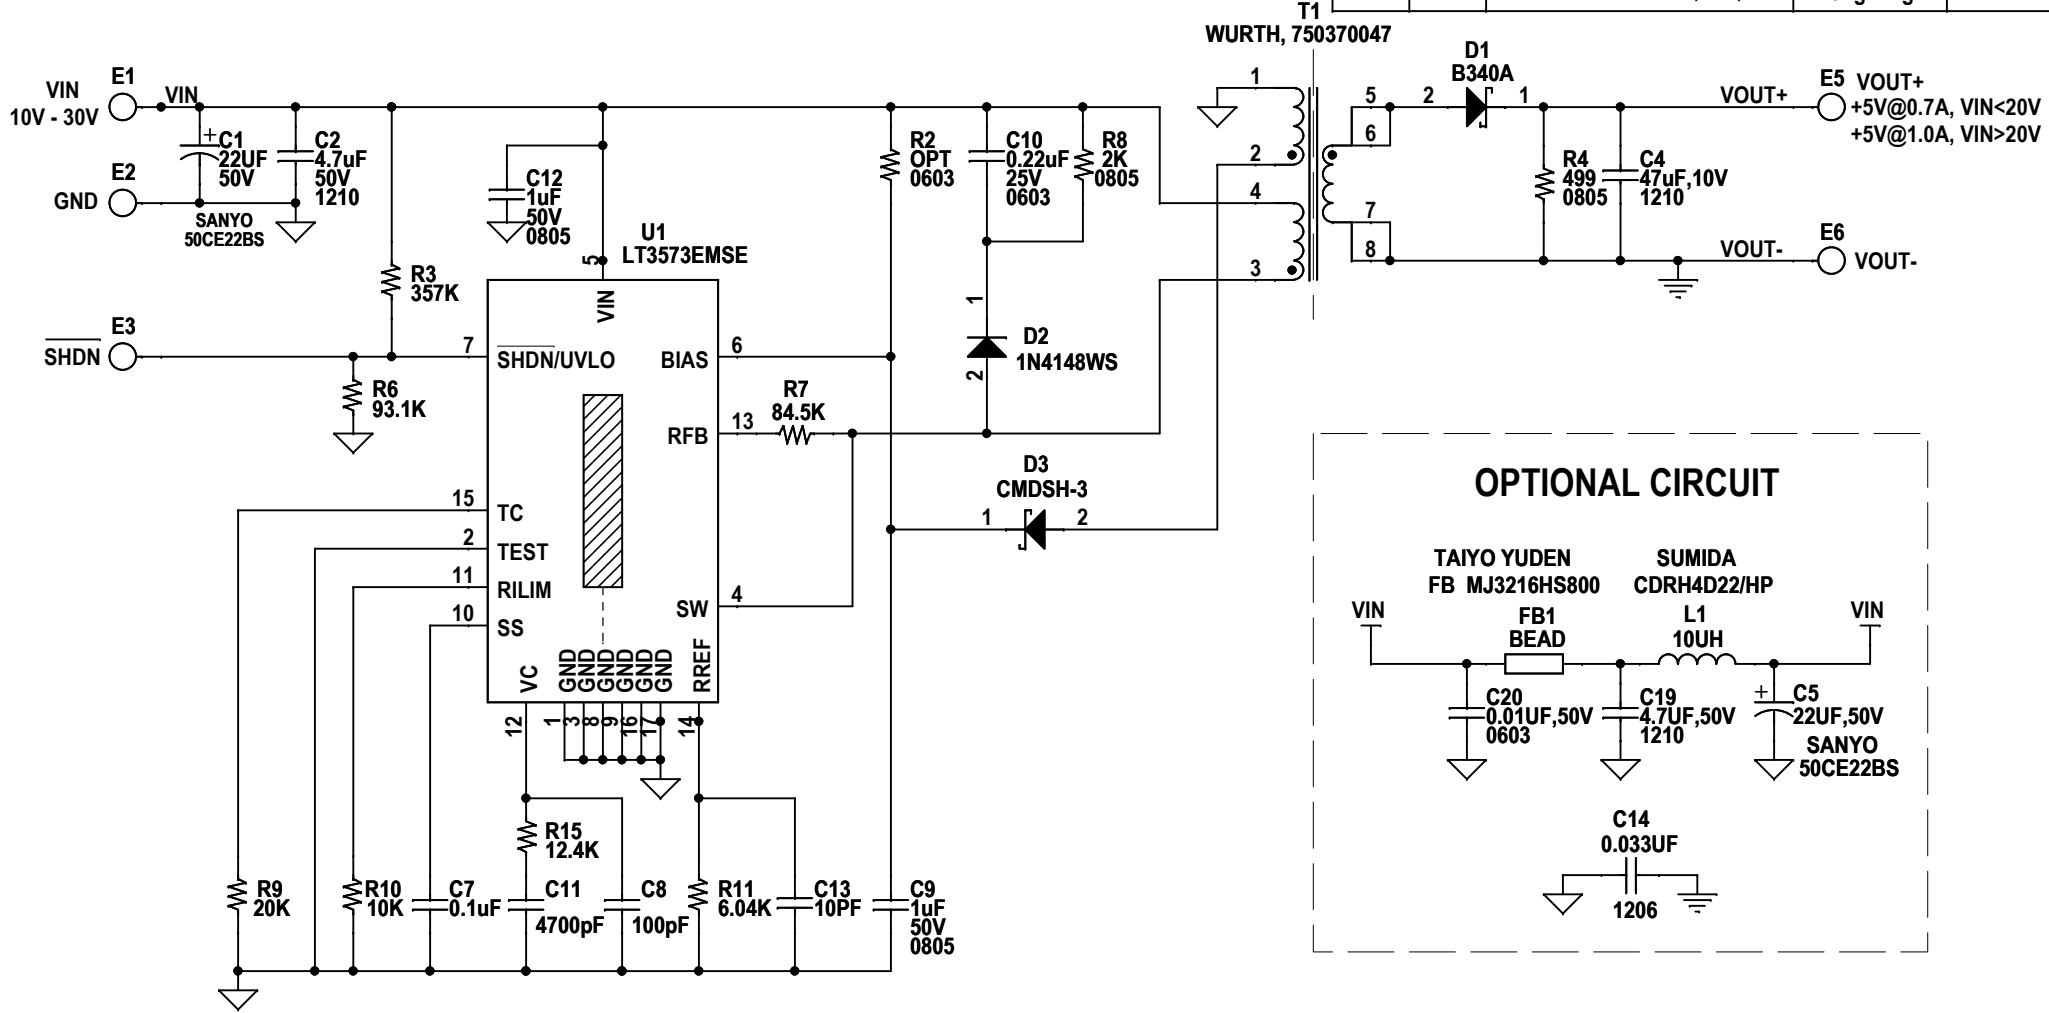 T1
WURTH, 750370047
E1
VIN
10V - 30V
VIN
C1
22UF
50V
+
SANYO
50CE22BS
C2
4.7uF
50V
1210
E2
GND
R3
357K
C12
1uF
50V
0805
U1
LT3573EMSE
R2
OPT
0603
C10
0.22uF
25V
0603
R8
2K
0805
1
2
4
3
5
6
7
8
D1
B340A
2
1
R4
499
0805
C4
47uF,10V
1210
VOUT+
VOUT-
E5
VOUT+
+5V@0.7A, VIN<20V
+5V@1.0A, VIN>20V
E6
VOUT-
E3
SHDN
R6
93.1K
5
VIN
7
SHDN/UVLO
BIAS
6
RFB
13
R7
84.5K
1
D2
1N4148WS
2
D3
CMDSH-3
1
2
15
TC
2
TEST
11
RILIM
10
SS
SW
4
VC
GND
GND
GND
GND
GND
GND
RREF
12
1
3
8
9
16
17
14
R15
12.4K
R9
20K
R10
10K
C7
0.1uF
C11
4700pF
C8
100pF
R11
6.04K
C13
10PF
C9
1uF
50V
0805
OPTIONAL CIRCUIT
TAIYO YUDEN
FB MJ3216HS800
FB1
BEAD
SUMIDA
CDRH4D22/HP
L1
10UH
VIN
VIN
C20
0.01UF,50V
0603
C19
4.7UF,50V
1210
+
C5
22UF,50V
SANYO
50CE22BS
C14
0.033UF
1206